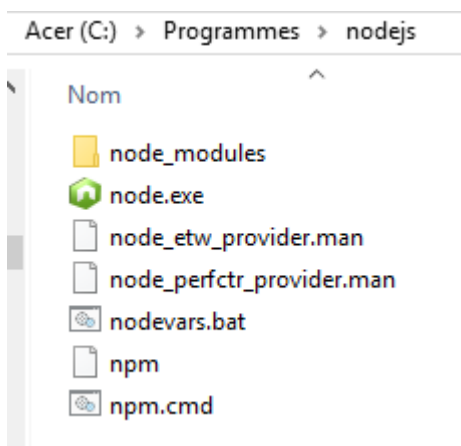 Acer (C:) > Programmes > nodejs
Nom
node_modules
node.exe
node_etw_provider.man
node_perfctr_provider.man
nodevars.bat
npm
npm.cmd